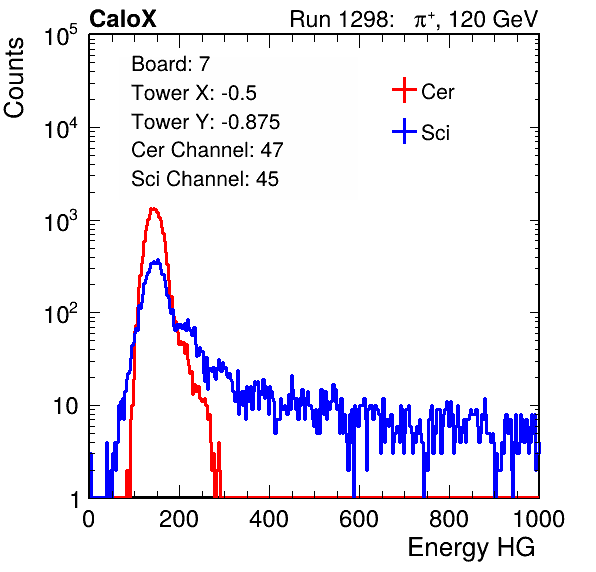 CaloX Run 1298: π⁺, 120 GeV
Counts
10⁵
10⁴
10³
10²
10
1
Board: 7
Tower X: -0.5
Tower Y: -0.875
Cer Channel: 47
Sci Channel: 45
Cer
Sci
0 200 400 600 800 1000
Energy HG